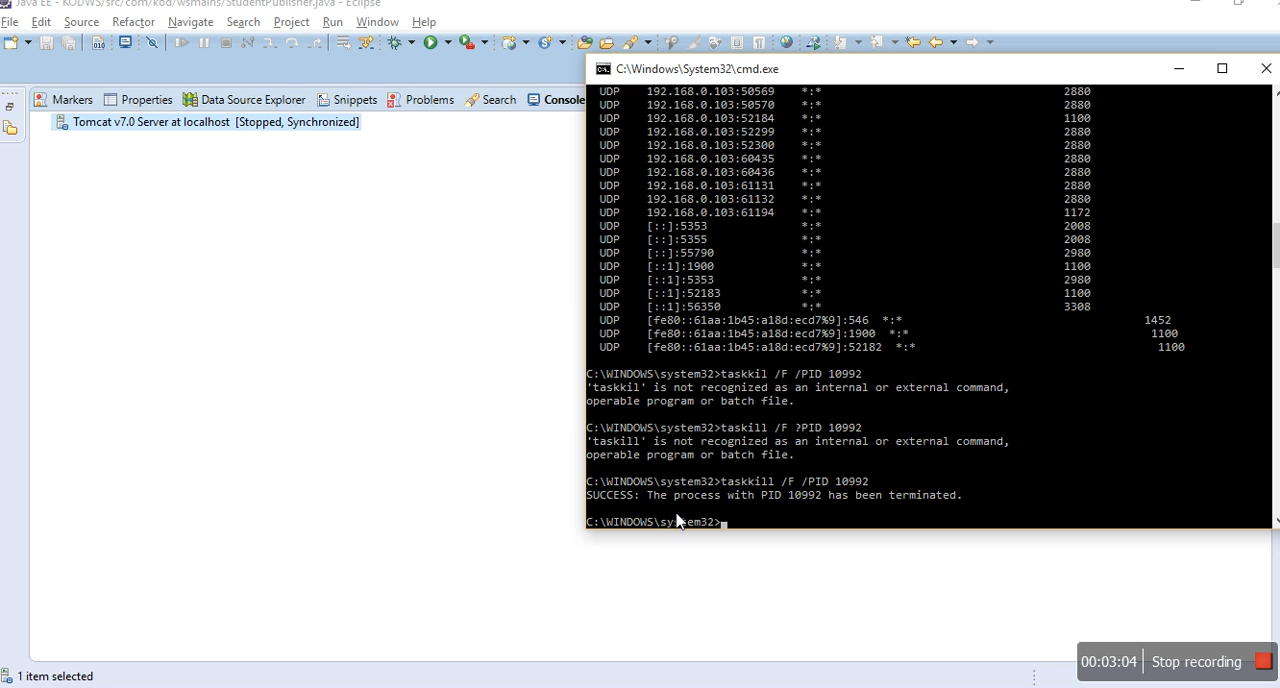 Java EE - KODWS/src/com/kod/wsmains/StudentPublisher.java - Eclipse
File Edit Source Refactor Navigate Search Project Run Window Help
C:\Windows\System32\cmd.exe
Markers Properties Data Source Explorer Snippets Problems Search Console
Tomcat v7.0 Server at localhost [Stopped, Synchronized]
UDP 192.168.0.103:50569 *:* 2880
UDP 192.168.0.103:50570 *:* 2880
UDP 192.168.0.103:52184 *:* 1100
UDP 192.168.0.103:52299 *:* 2880
UDP 192.168.0.103:52300 *:* 2880
UDP 192.168.0.103:60435 *:* 2880
UDP 192.168.0.103:60436 *:* 2880
UDP 192.168.0.103:61131 *:* 2880
UDP 192.168.0.103:61132 *:* 2880
UDP 192.168.0.103:61194 *:* 1172
UDP [::]:5353 *:* 2008
UDP [::]:5355 *:* 2008
UDP [::]:55790 *:* 2980
UDP [::1]:1900 *:* 1100
UDP [::1]:5353 *:* 2980
UDP [::1]:52183 *:* 1100
UDP [::1]:56350 *:* 3308
UDP [fe80::61aa:1b45:a18d:ecd7%9]:546 *:* 1452
UDP [fe80::61aa:1b45:a18d:ecd7%9]:1900 *:* 1100
UDP [fe80::61aa:1b45:a18d:ecd7%9]:52182 *:* 1100
C:\WINDOWS\system32>taskkil /F /PID 10992
'taskkil' is not recognized as an internal or external command,
operable program or batch file.
C:\WINDOWS\system32>taskill /F ?PID 10992
'taskill' is not recognized as an internal or external command,
operable program or batch file.
C:\WINDOWS\system32>taskkill /F /PID 10992
SUCCESS: The process with PID 10992 has been terminated.
C:\WINDOWS\system32>
00:03:04 Stop recording
1 item selected